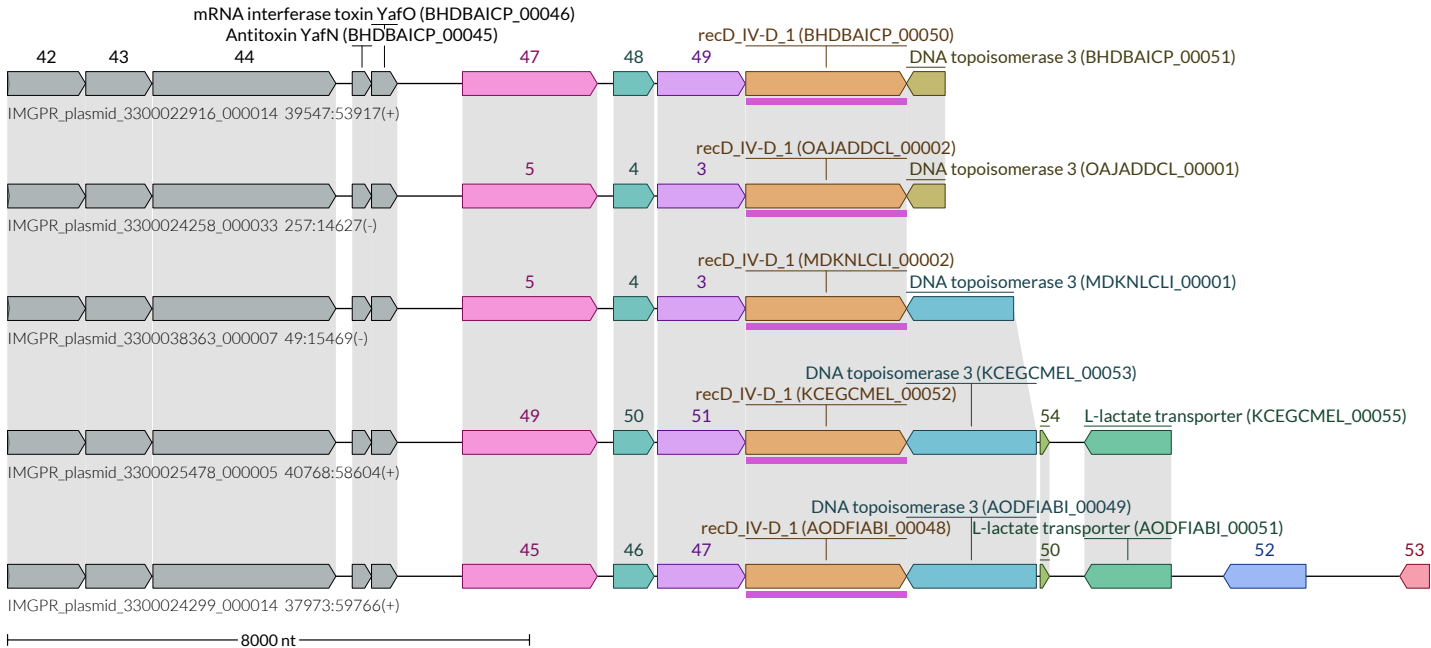 mRNA interferase toxin YafO (BHDBAICP_00046)
Antitoxin YafN (BHDBAICP_00045) recD_IV-D_1 (BHDBAICP_00050)
42 43 44 47 48 49 DNA topoisomerase 3 (BHDBAICP_00051)
IMGPR_plasmid_3300022916_000014 39547:53917(+)
recD_IV-D_1 (OAJADDCL_00002)
5 4 3 DNA topoisomerase 3 (OAJADDCL_00001)
IMGPR_plasmid_3300024258_000033 257:14627(-)
recD_IV-D_1 (MDKNLCLI_00002)
5 4 3 DNA topoisomerase 3 (MDKNLCLI_00001)
IMGPR_plasmid_3300038363_000007 49:15469(-)
DNA topoisomerase 3 (KCEGCMEL_00053)
recD_IV-D_1 (KCEGCMEL_00052)
49 50 51 54 L-lactate transporter (KCEGCMEL_00055)
IMGPR_plasmid_3300025478_000005 40768:58604(+)
DNA topoisomerase 3 (AODFIABI_00049)
recD_IV-D_1 (AODFIABI_00048) L-lactate transporter (AODFIABI_00051)
45 46 47 50 52 53
IMGPR_plasmid_3300024299_000014 37973:59766(+)
8000 nt